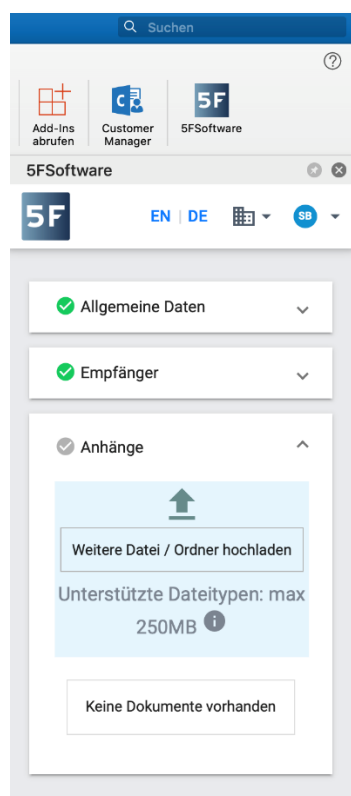 Suchen
Add-Ins
abrufen
Customer
Manager
5F
5FSoftware
5FSoftware
5F
EN | DE
SB
Allgemeine Daten
Empfänger
Anhänge
Weitere Datei / Ordner hochladen
Unterstützte Dateitypen: max
250MB
Keine Dokumente vorhanden